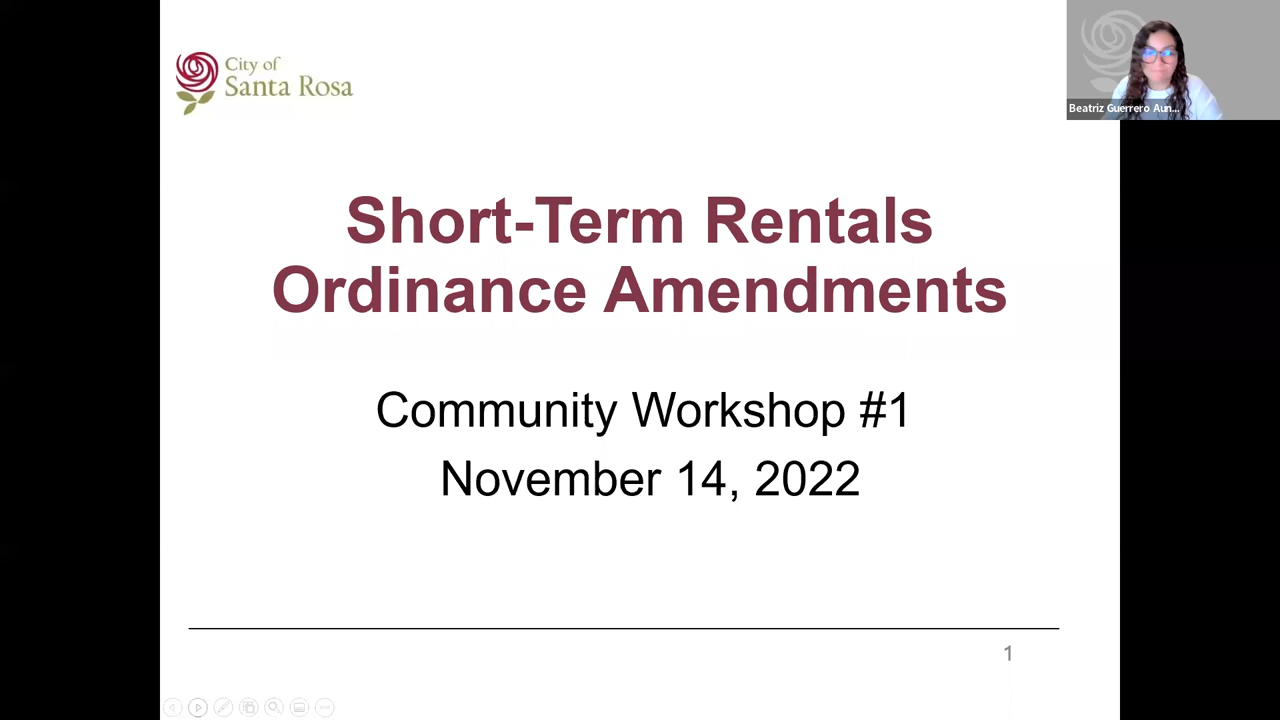 City of
Santa Rosa
Beatriz Guerrero Aun...
Short-Term Rentals
Ordinance Amendments
Community Workshop #1
November 14, 2022
1